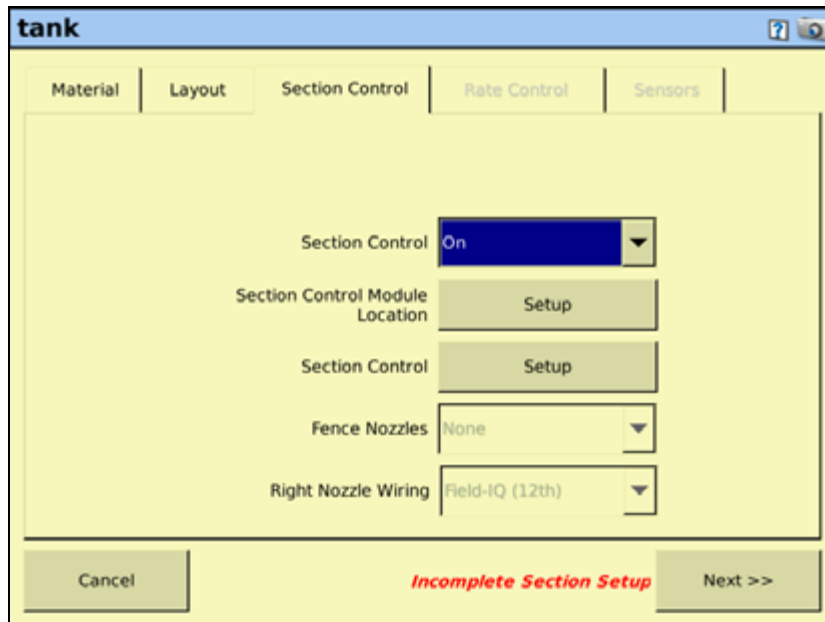 tank
?
Material
Layout
Section Control
Rate Control
Sensors
Section Control
On
Section Control Module
Location
Setup
Section Control
Setup
Fence Nozzles
None
Right Nozzle Wiring
Field-IQ (12th)
Cancel
Incomplete Section Setup
Next >>